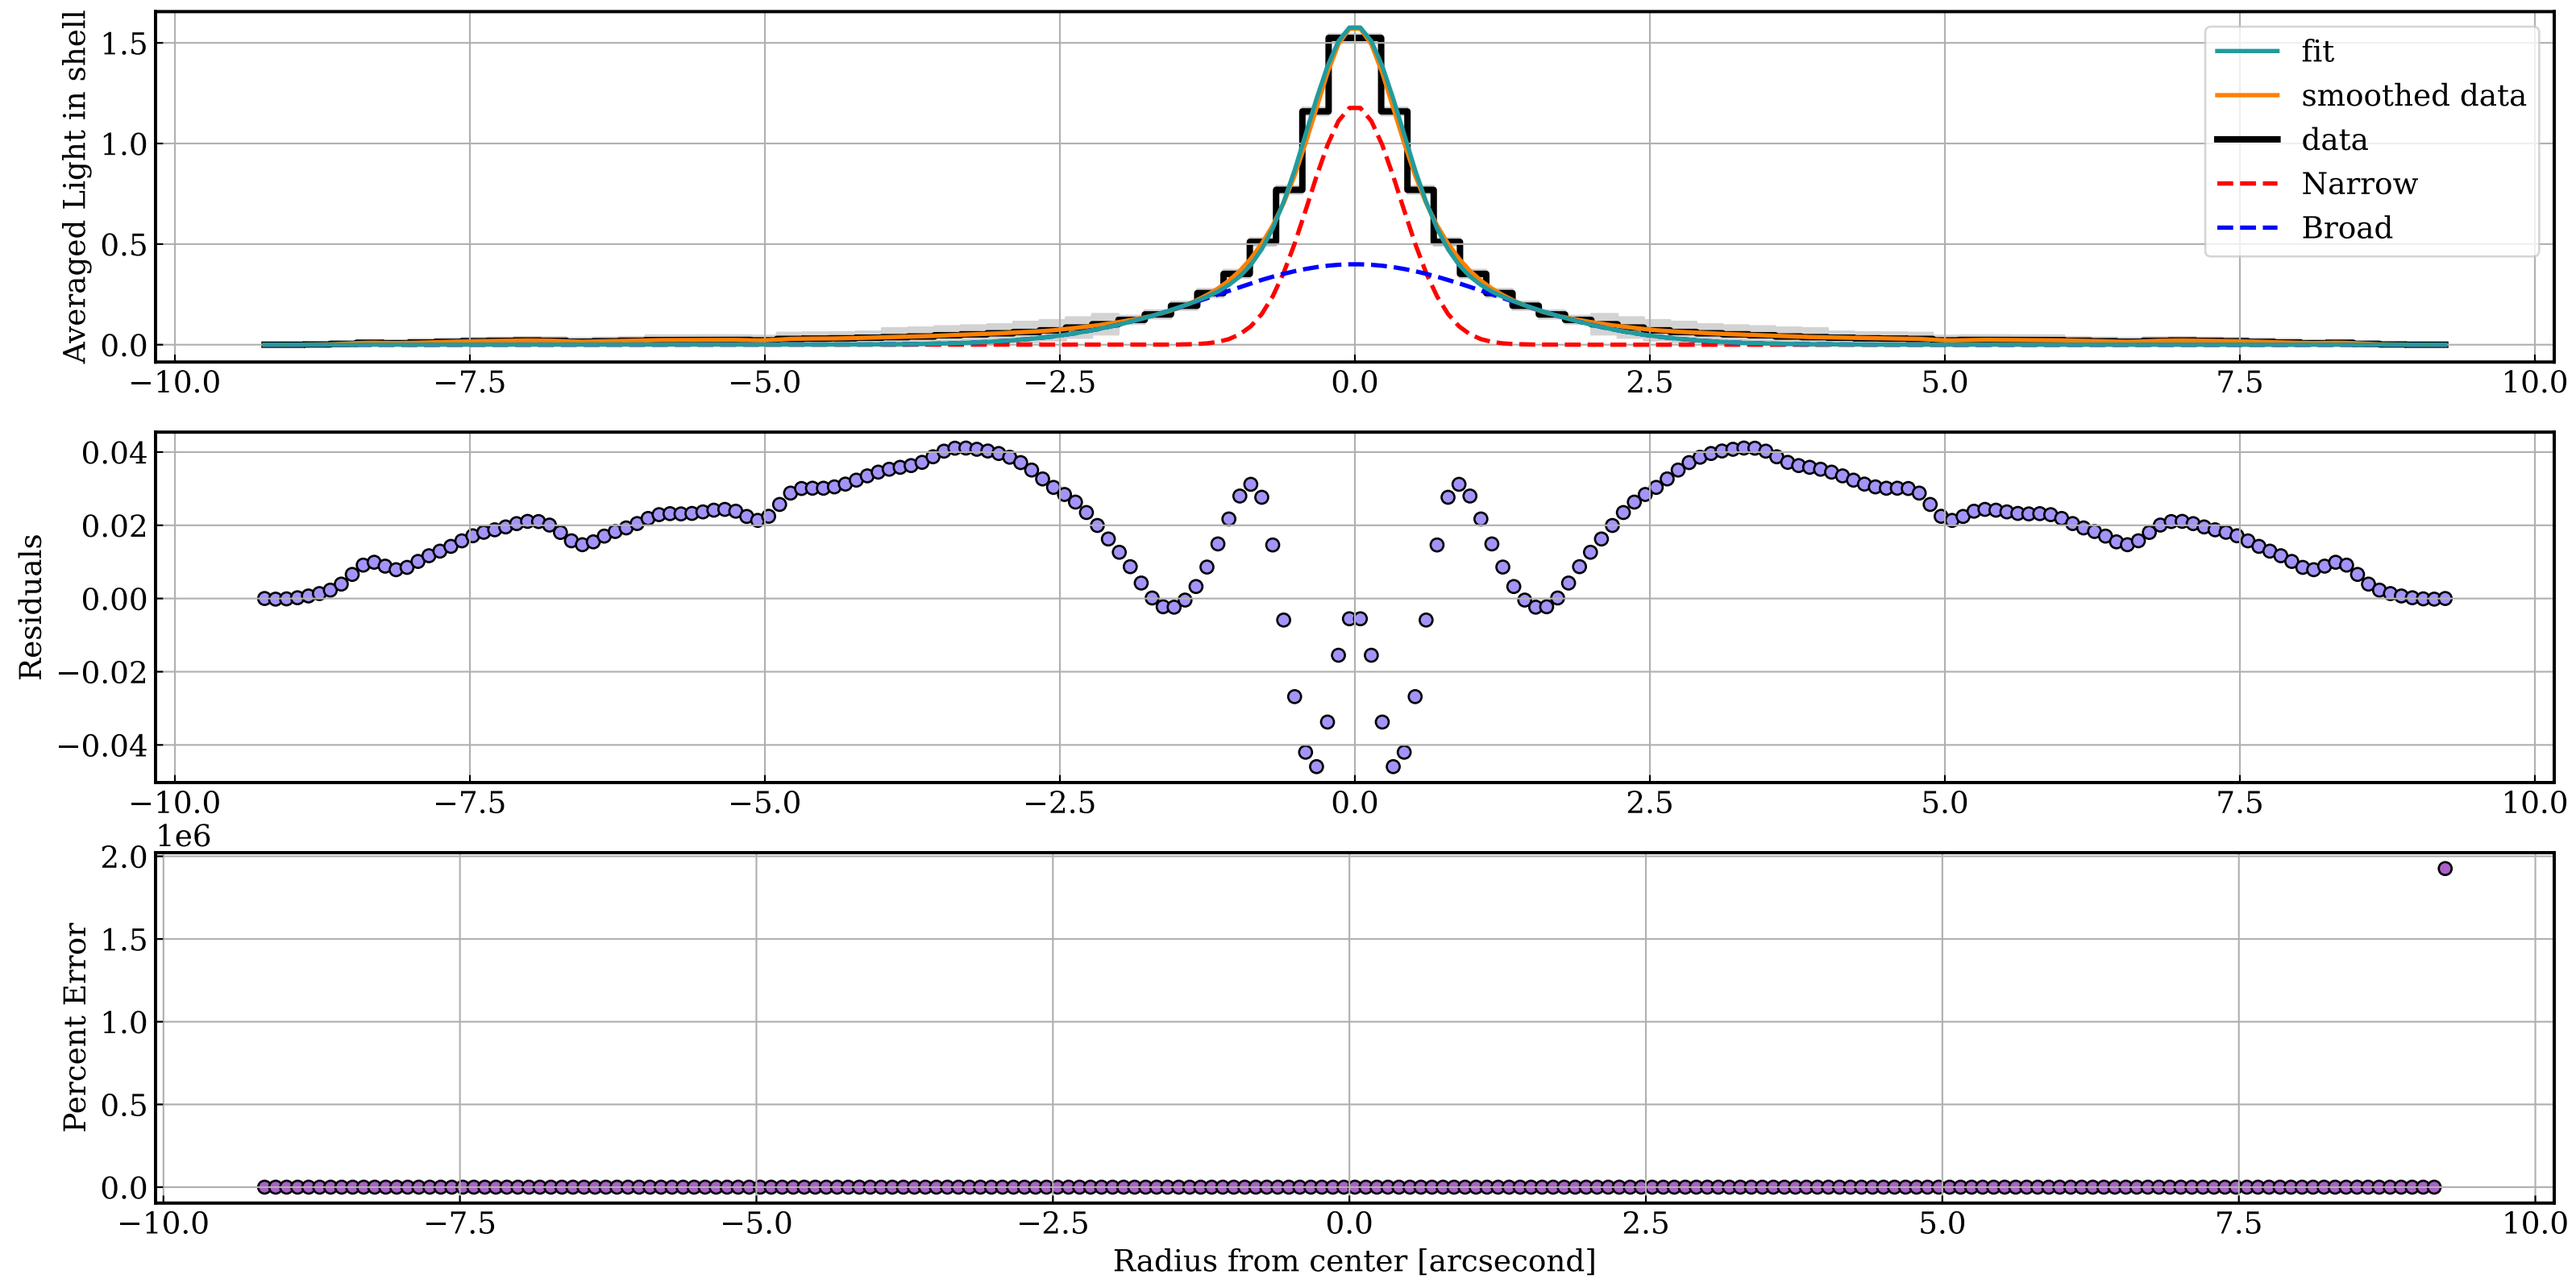 Averaged Light in shell
1.5
1.0
0.5
0.0
fit
smoothed data
data
Narrow
Broad
−10.0 −7.5 −5.0 −2.5 0.0 2.5 5.0 7.5 10.0
Residuals
0.04
0.02
0.00
−0.02
−0.04
−10.0 −7.5 −5.0 −2.5 0.0 2.5 5.0 7.5 10.0
1e6
Percent Error
2.0
1.5
1.0
0.5
0.0
−10.0 −7.5 −5.0 −2.5 0.0 2.5 5.0 7.5 10.0
Radius from center [arcsecond]